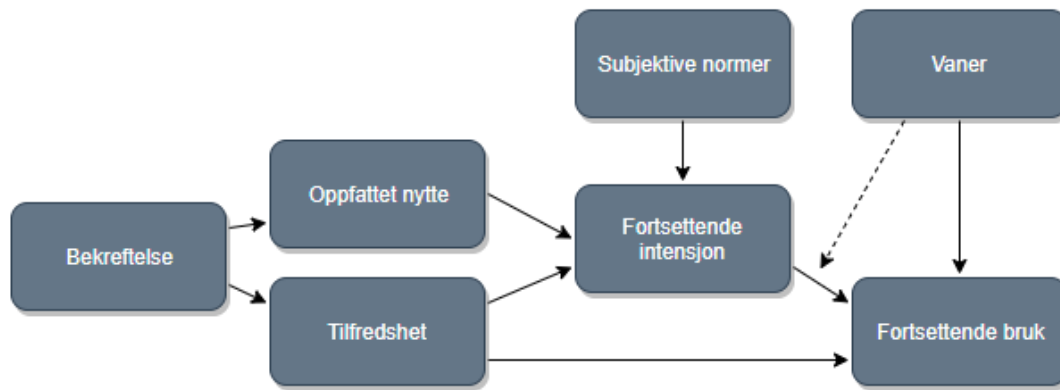 Subjektive normer
Vaner
Oppfattet nytte
Bekreftelse
Fortsettende
intensjon
Tilfredshet
Fortsettende bruk